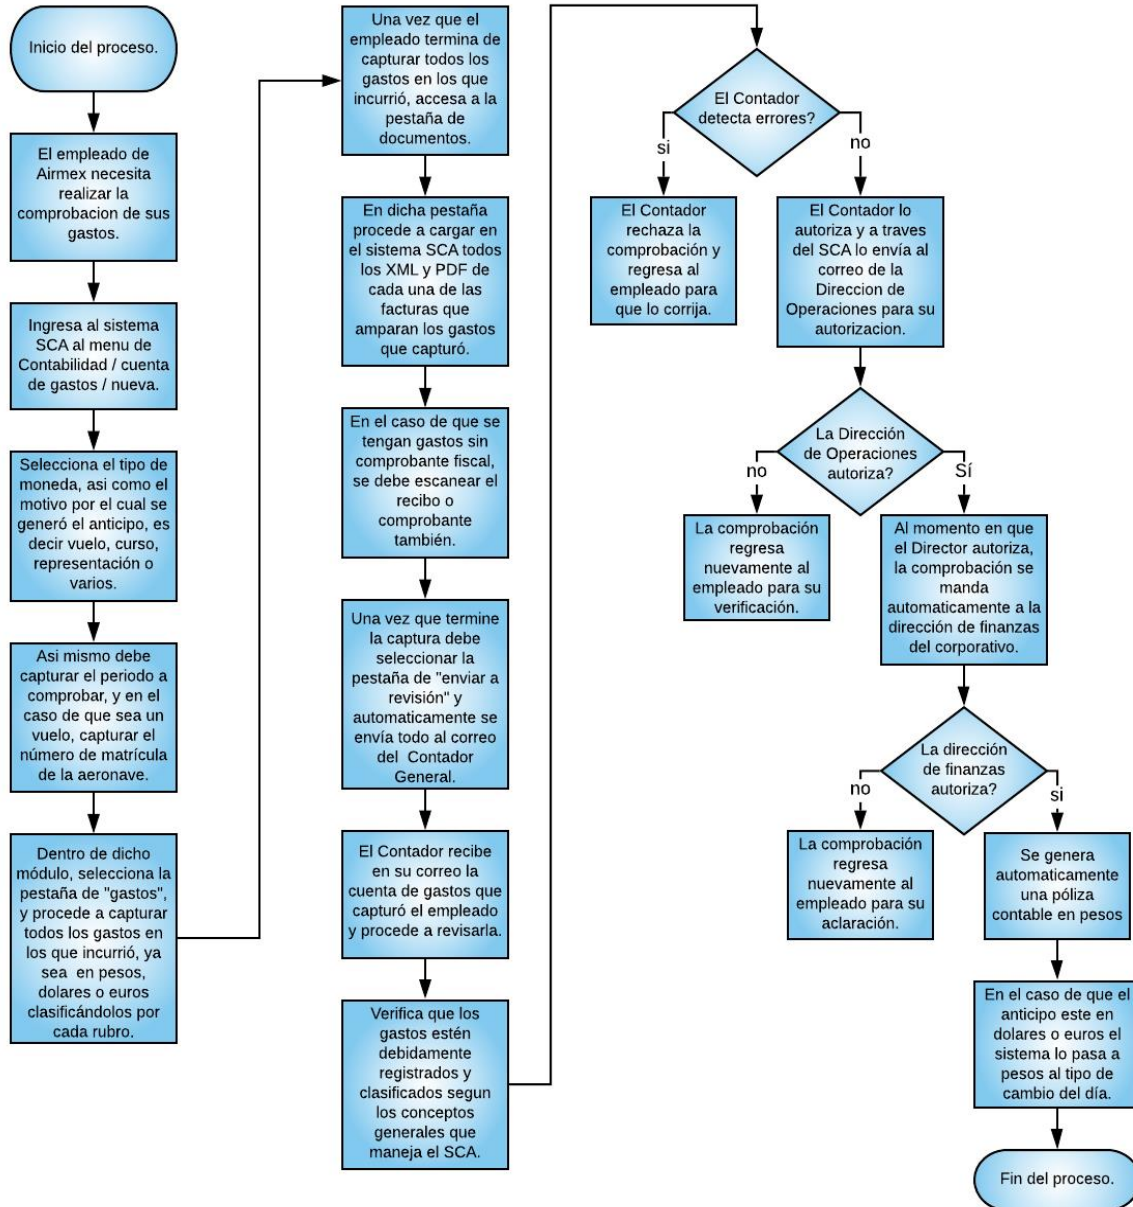 Inicio del proceso.
El empleado de
Airmex necesita
realizar la
comprobacion de sus
gastos.
Ingresa al sistema
SCA al menu de
Contabilidad / cuenta
de gastos / nueva.
Selecciona el tipo de
moneda, asi como el
motivo por el cual se
generó el anticipo, es
decir vuelo, curso,
representación o
varios.
Asi mismo debe
capturar el periodo a
comprobar, y en el
caso de que sea un
vuelo, capturar el
número de matrícula
de la aeronave.
Dentro de dicho
módulo, selecciona la
pestaña de "gastos",
y procede a capturar
todos los gastos en
los que incurrió, ya
sea en pesos,
dolares o euros
clasificándolos por
cada rubro.
Una vez que el
empleado termina de
capturar todos los
gastos en los que
incurrió, accesa a la
pestaña de
documentos.
En dicha pestaña
procede a cargar en
el sistema SCA todos
los XML y PDF de
cada una de las
facturas que
amparan los gastos
que capturó.
En el caso de que se
tengan gastos sin
comprobante fiscal,
se debe escanear el
recibo o
comprobante
también.
Una vez que termine
la captura debe
seleccionar la
pestaña de "enviar a
revisión" y
automaticamente se
envía todo al correo
del Contador
General.
El Contador recibe
en su correo la
cuenta de gastos que
capturó el empleado
y procede a revisarla.
Verifica que los
gastos estén
debidamente
registrados y
clasificados segun
los conceptos
generales que
maneja el SCA.
El Contador
detecta errores?
si
no
El Contador
rechaza la
comprobación y
regresa al
empleado para
que lo corrija.
El Contador lo
autoriza y a traves
del SCA lo envía al
correo de la
Direccion de
Operaciones para su
autorizacion.
La Dirección
de Operaciones
autoriza?
no
Sí
La comprobación
regresa
nuevamente al
empleado para su
verificación.
Al momento en que
el Director autoriza,
la comprobación se
manda
automaticamente a la
dirección de finanzas
del corporativo.
La dirección
de finanzas
autoriza?
no
si
La comprobación
regresa
nuevamente al
empleado para su
aclaración.
Se genera
automaticamente
una póliza
contable en pesos
En el caso de que el
anticipo este en
dolares o euros el
sistema lo pasa a
pesos al tipo de
cambio del día.
Fin del proceso.